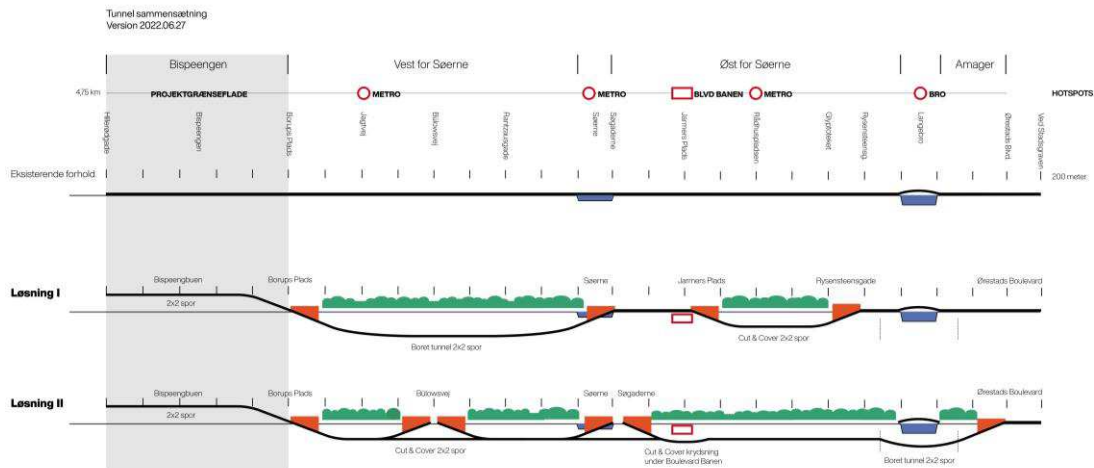 Tunnel sammensætning
Version 2022.06.27
Bispeengen
Vest for Søerne
Øst for Søerne
Amager
4,75 km
PROJEKTGRÆNSEFLADE
METRO
METRO
BLVD BANEN
METRO
BRO
HOTSPOTS
Hillerødgade
Bispeengen
Borups Plads
Jagtvej
Bülowsvej
Rantzausgade
Søerne
Søgaderne
Jarmers Plads
Rådhuspladsen
Glyptoteket
Rysensteensg.
Langebro
Ørestads Blvd.
Ved Stadsgraven
Eksisterende forhold
200 meter
Løsning I
Bispeengbuen
2x2 spor
Borups Plads
Søerne
Jarmers Plads
Rysensteensgade
Ørestads Boulevard
Boret tunnel 2x2 spor
Cut & Cover 2x2 spor
Løsning II
Bispeengbuen
2x2 spor
Borups Plads
Bülowsvej
Søerne
Søgaderne
Ørestads Boulevard
Cut & Cover 2x2 spor
Cut & Cover krydsning
under Boulevard Banen
Boret tunnel 2x2 spor